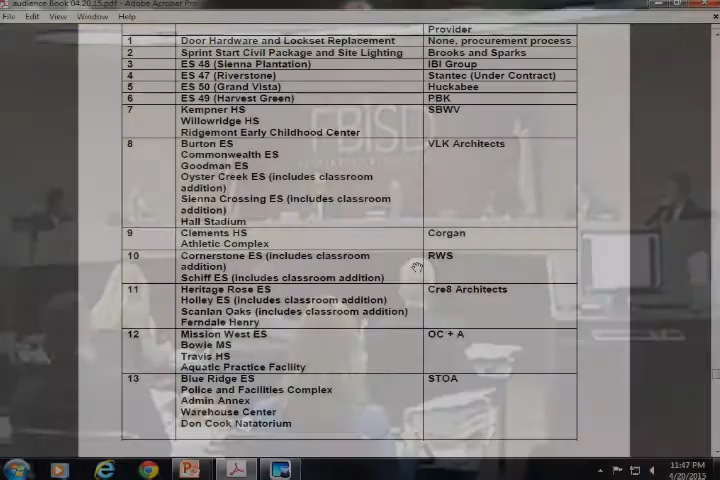 audience Book 04.20.15.pdf - Adobe Acrobat Pro
File Edit View Window Help
Provider
1 Door Hardware and Lockset Replacement None, procurement process
2 Sprint Start Civil Package and Site Lighting Brooks and Sparks
3 ES 48 (Sienna Plantation) IBI Group
4 ES 47 (Riverstone) Stantec (Under Contract)
5 ES 50 (Grand Vista) Huckabee
6 ES 49 (Harvest Green) PBK
7 Kempner HS SBWV
Willowridge HS
Ridgemont Early Childhood Center
FBISD
8 Burton ES VLK Architects
Commonwealth ES
Goodman ES
Oyster Creek ES (includes classroom
addition)
Sienna Crossing ES (includes classroom
addition)
Hall Stadium
9 Clements HS Corgan
Athletic Complex
10 Cornerstone ES (includes classroom RWS
addition)
Schiff ES (includes classroom addition)
11 Heritage Rose ES Cre8 Architects
Holley ES (includes classroom addition)
Scanlan Oaks (includes classroom addition)
Ferndale Henry
12 Mission West ES OC + A
Bowie MS
Travis HS
Aquatic Practice Facility
13 Blue Ridge ES STOA
Police and Facilities Complex
Admin Annex
Warehouse Center
Don Cook Natatorium
11:47 PM
4/20/2015